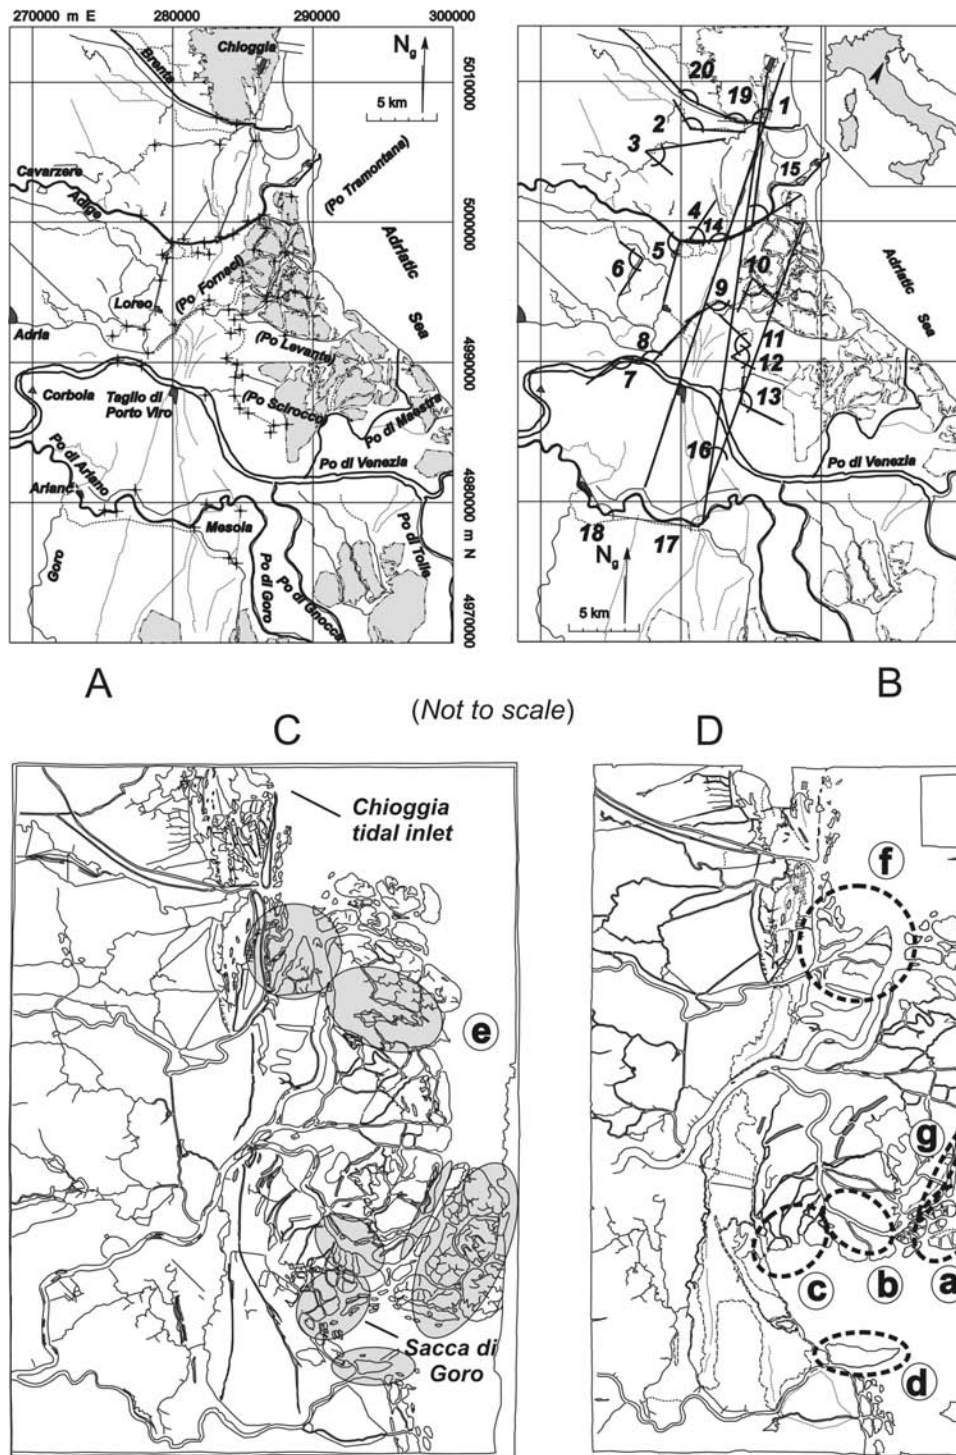 270000 m E
280000
290000
300000
Chioggia
Brenta
Ng
5 km
5010000
Cavarzere
Adige
(Po Tramontana)
5000000
Adriatic
Sea
(Po Fornaci)
Loreo
Adria
(Po Levante)
4990000
Corbola
Taglio di
Porto Viro
(Po Scirocco)
Po di Maestra
Po di Venezia
Po di Ariano
Ariano
4980000 m N
Mesola
Goro
Po di Goro
Po di Gnocca
Po di Tolle
4970000
A
20
19
1
2
3
15
4
14
5
6
10
9
Adriatic
Sea
8
11
12
7
13
16
Po di Venezia
18
17
Ng
5 km
B
(Not to scale)
C
D
Chioggia
tidal inlet
e
Sacca di
Goro
f
g
c
b
a
d